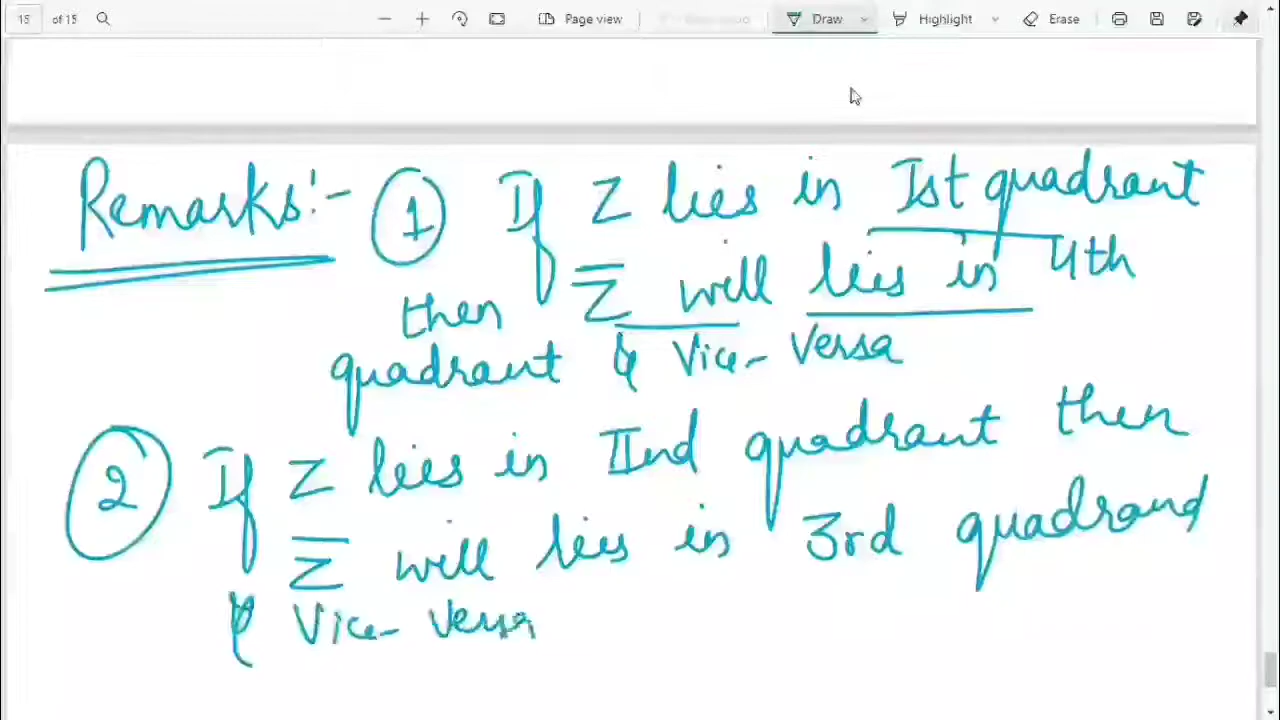 15 of 15 Page view Draw Highlight Erase
Remarks:- ① If Z lies in Ist quadrant
then Z̅ will lies in 4th
quadrant & Vice-Versa
② If Z lies in IInd quadrant then
Z̅ will lies in 3rd quadrand
& Vice-Versa